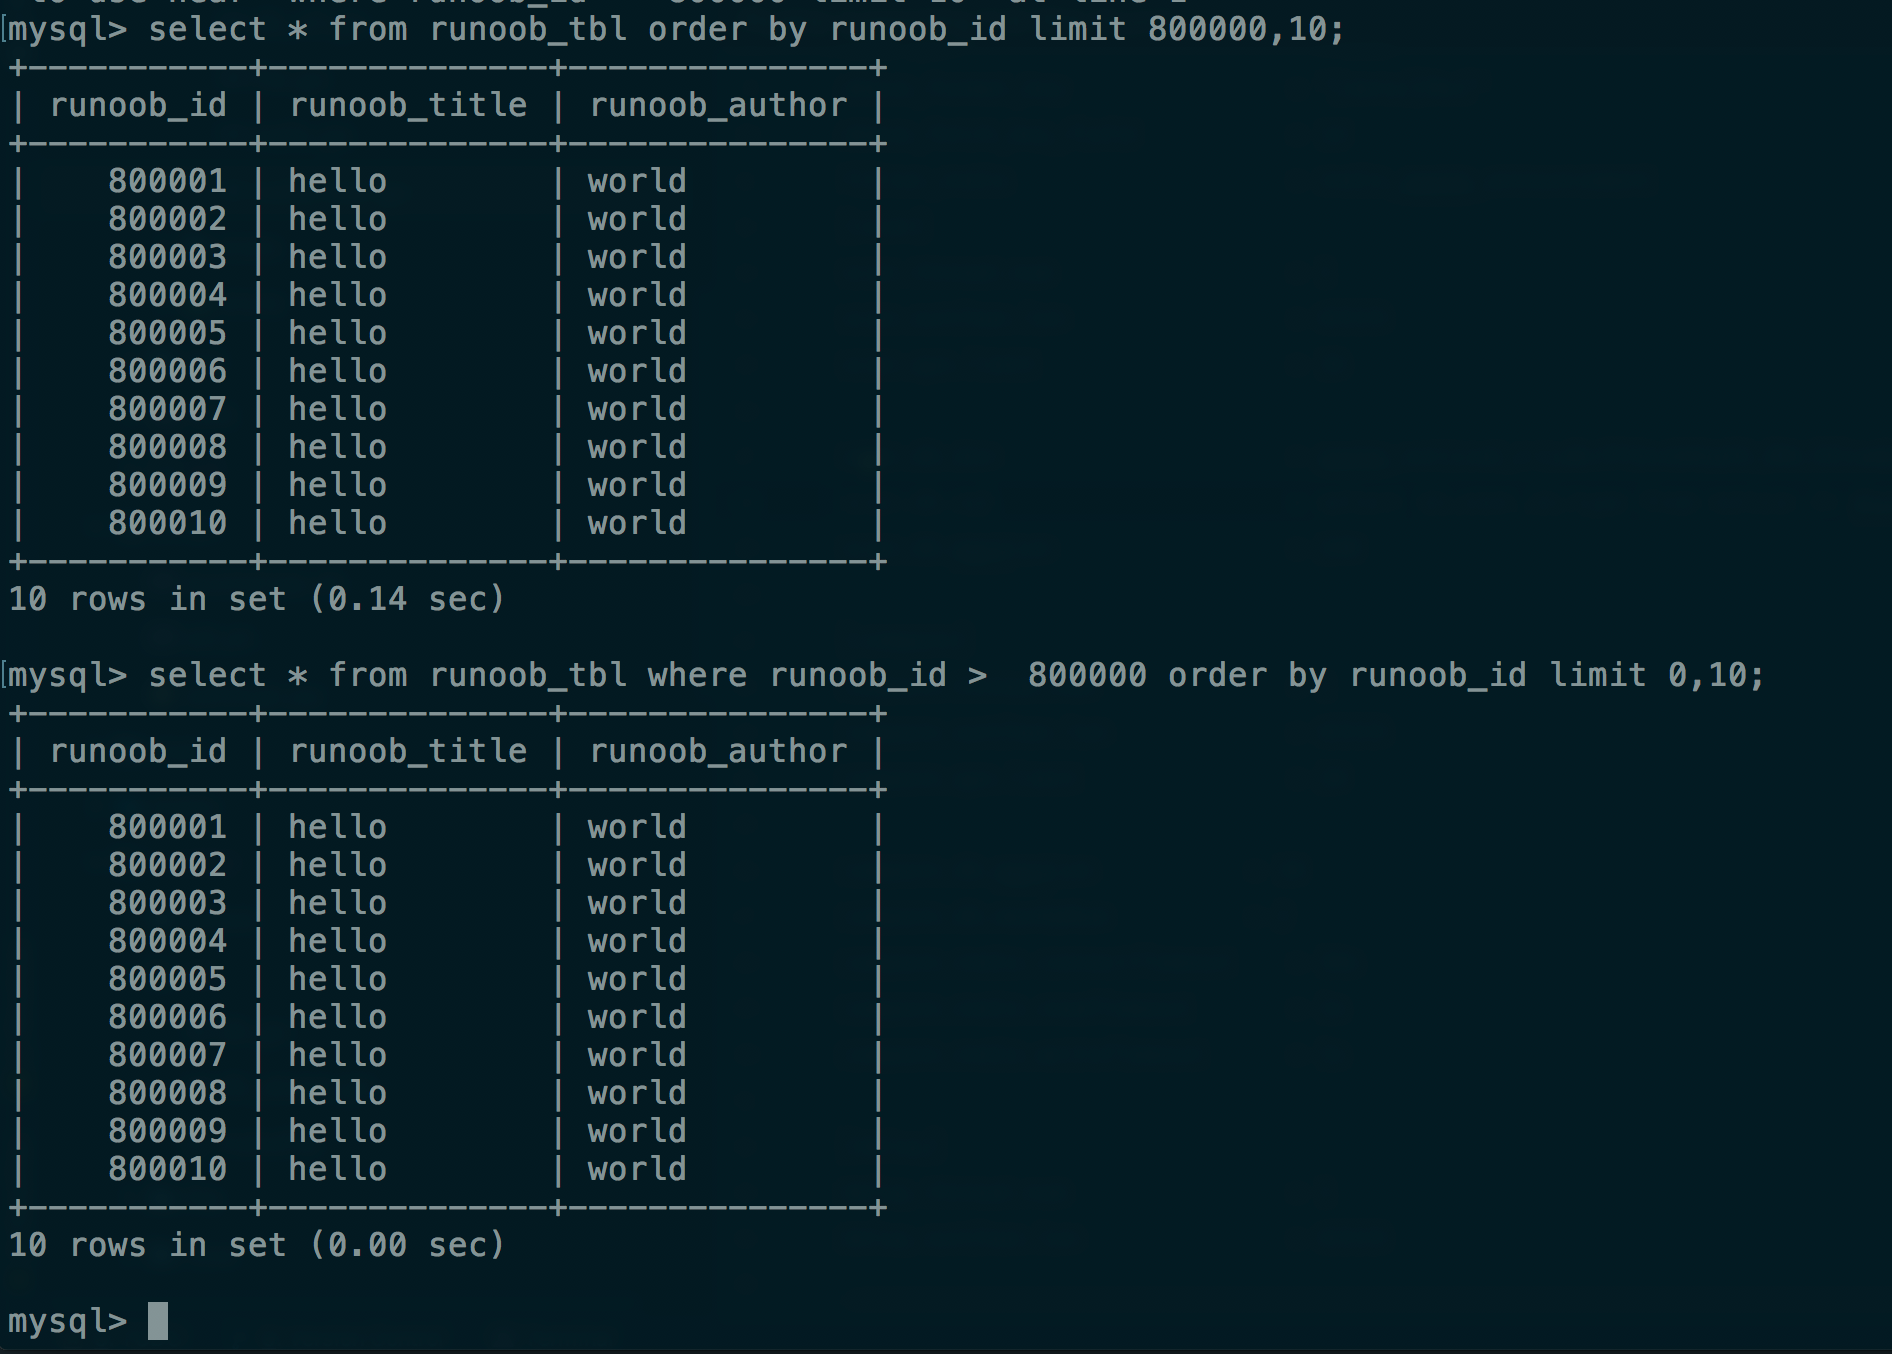 mysql> select * from runoob_tbl order by runoob_id limit 800000,10;
+-----------+--------------+---------------+
| runoob_id | runoob_title | runoob_author |
+-----------+--------------+---------------+
|    800001 | hello        | world         |
|    800002 | hello        | world         |
|    800003 | hello        | world         |
|    800004 | hello        | world         |
|    800005 | hello        | world         |
|    800006 | hello        | world         |
|    800007 | hello        | world         |
|    800008 | hello        | world         |
|    800009 | hello        | world         |
|    800010 | hello        | world         |
+-----------+--------------+---------------+
10 rows in set (0.14 sec)
mysql> select * from runoob_tbl where runoob_id >  800000 order by runoob_id limit 0,10;
+-----------+--------------+---------------+
| runoob_id | runoob_title | runoob_author |
+-----------+--------------+---------------+
|    800001 | hello        | world         |
|    800002 | hello        | world         |
|    800003 | hello        | world         |
|    800004 | hello        | world         |
|    800005 | hello        | world         |
|    800006 | hello        | world         |
|    800007 | hello        | world         |
|    800008 | hello        | world         |
|    800009 | hello        | world         |
|    800010 | hello        | world         |
+-----------+--------------+---------------+
10 rows in set (0.00 sec)
mysql>